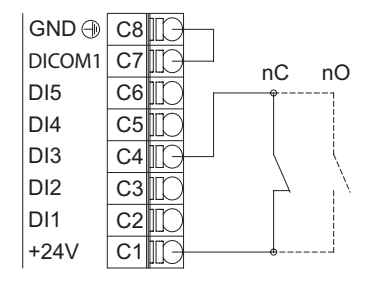 GND ⏚ C8
DICOM1 C7
nC nO
DI5 C6
DI4 C5
DI3 C4
DI2 C3
DI1 C2
+24V C1